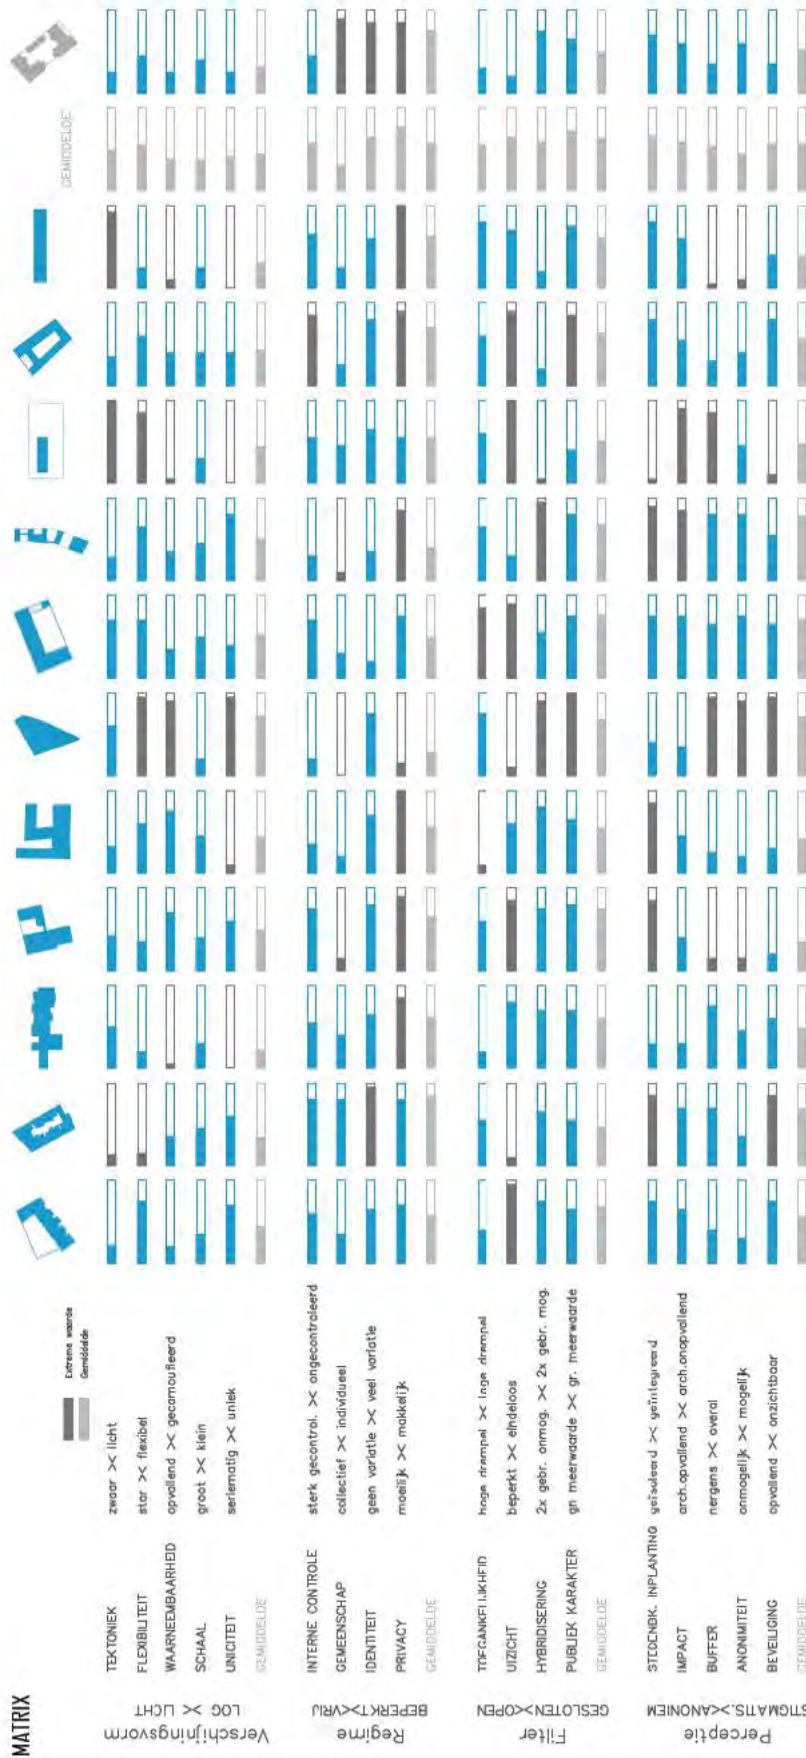 MATRIX
Extreme waarde
Gemiddelde
GEMIDDELDE
Verschijningsvorm
LOG >< LICHT
TEKTONIEK zwaar >< licht
FLEXIBILITEIT star >< flexibel
WAARNEEMBAARHEID opvallend >< gecamoufleerd
SCHAAL groot >< klein
UNICITEIT seriematig >< uniek
GEMIDDELDE
Regime
BEPERKT><VRIJ
INTERNE CONTROLE sterk gecontrol. >< ongecontroleerd
GEMEENSCHAP collectief >< individueel
IDENTITEIT geen variatie >< veel variatie
PRIVACY moeilijk >< makkelijk
GEMIDDELDE
Filter
GESLOTEN><OPEN
TOEGANKELIJKHEID hoge drempel >< lage drempel
UIZICHT beperkt >< eindeloos
HYBRIDISERING 2x gebr. onmog. >< 2x gebr. mog.
PUBLIEK KARAKTER gn meerwaarde >< gr. meerwaarde
GEMIDDELDE
Perceptie
STIGMATIS.><ANONIEM
STEDENBK. INPLANTING geïsoleerd >< geïntegreerd
IMPACT arch.opvallend >< arch.onopvallend
BUFFER nergens >< overal
ANONIMITEIT onmogelijk >< mogelijk
BEVEILIGING opvallend >< onzichtbaar
GEMIDDELDE